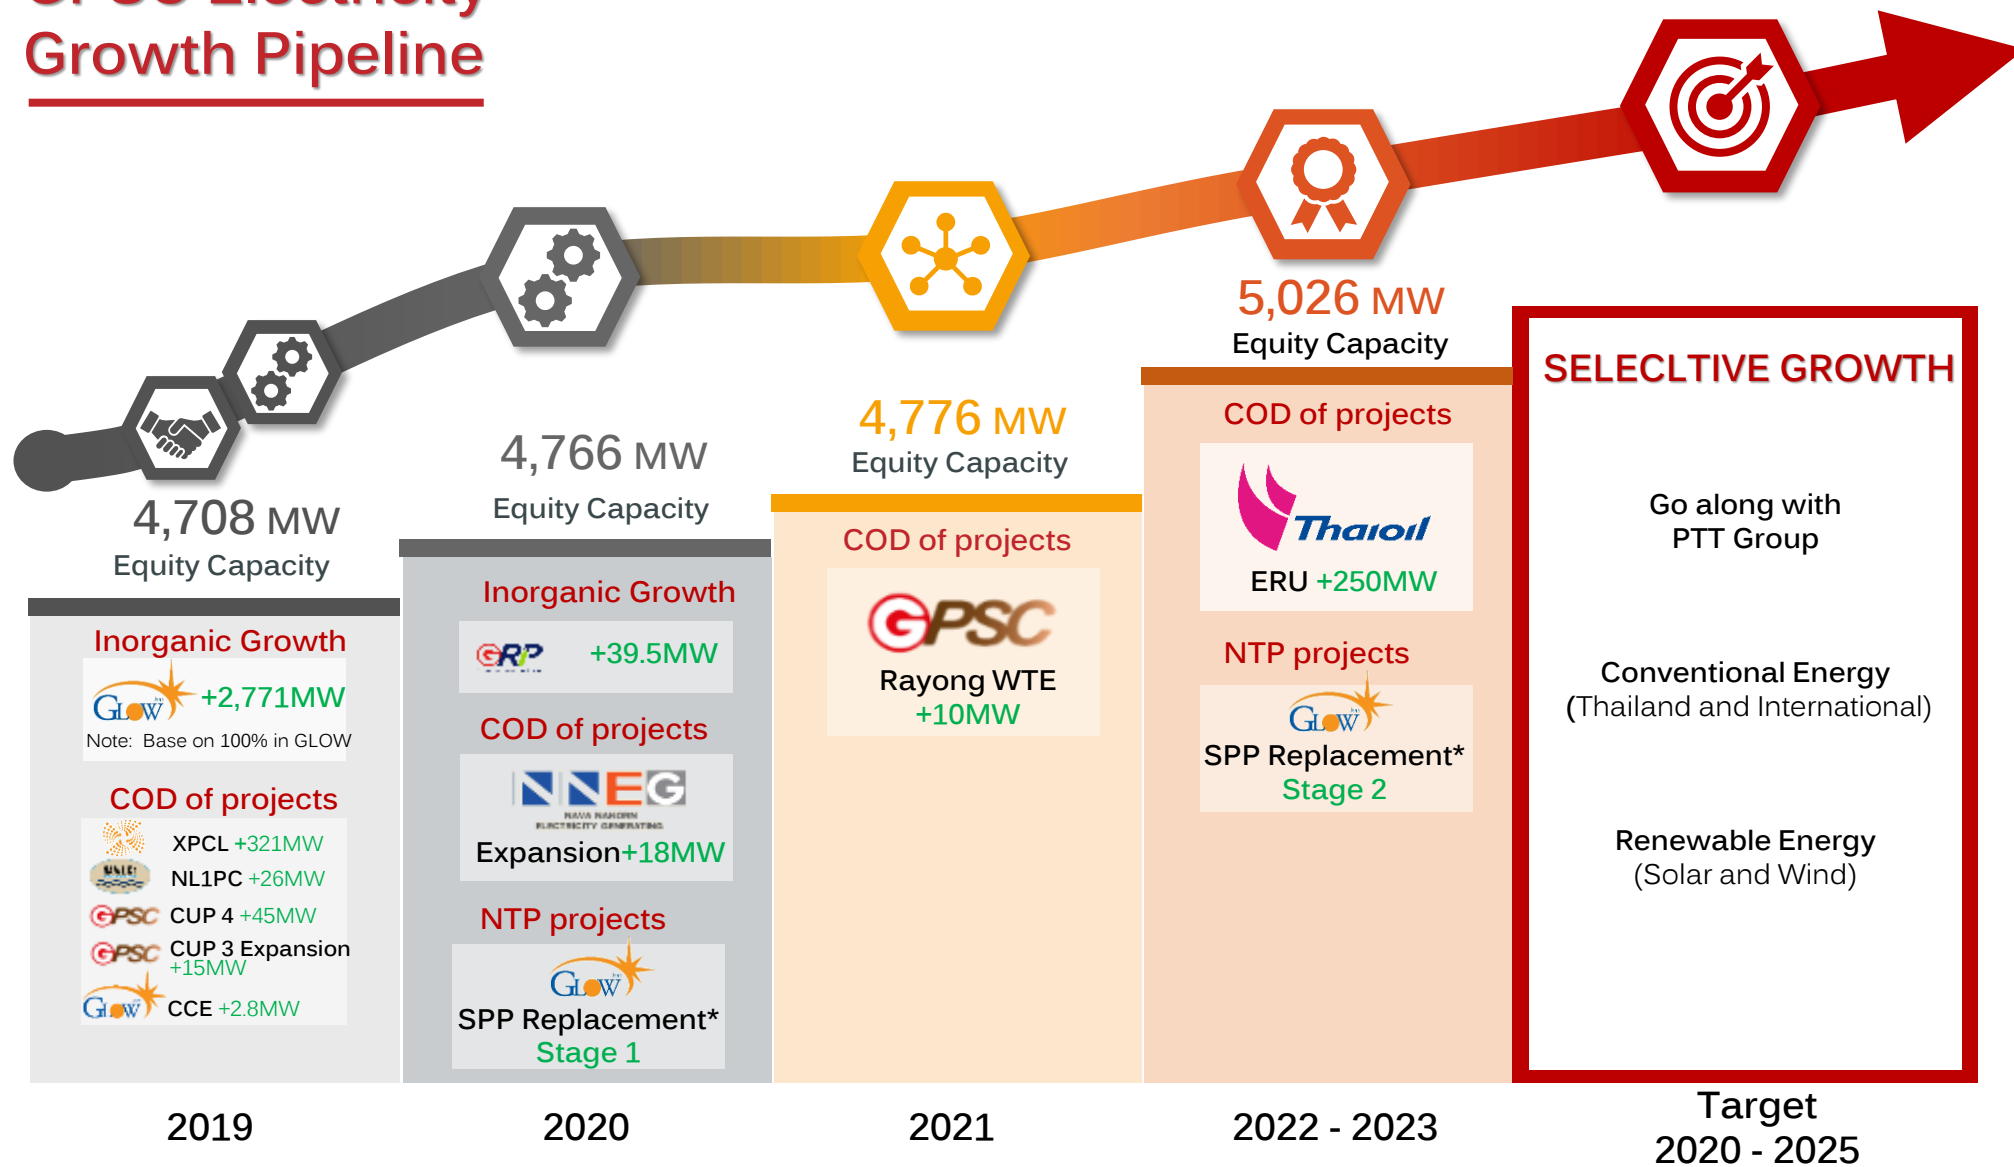 Growth Pipeline
4,708 MW
Equity Capacity
Inorganic Growth
GLOW +2,771MW
Note: Base on 100% in GLOW
COD of projects
XPCL +321MW
NL1PC +26MW
GPSC CUP 4 +45MW
GPSC CUP 3 Expansion
+15MW
GLOW CCE +2.8MW
2019
4,766 MW
Equity Capacity
Inorganic Growth
GRP +39.5MW
COD of projects
NNEG
NAVA NAKORN
ELECTRICITY GENERATING
Expansion+18MW
NTP projects
GLOW
SPP Replacement*
Stage 1
2020
4,776 MW
Equity Capacity
COD of projects
GPSC
Rayong WTE
+10MW
2021
5,026 MW
Equity Capacity
COD of projects
Thaioil
ERU +250MW
NTP projects
GLOW
SPP Replacement*
Stage 2
2022 - 2023
SELECLTIVE GROWTH
Go along with
PTT Group
Conventional Energy
(Thailand and International)
Renewable Energy
(Solar and Wind)
Target
2020 - 2025